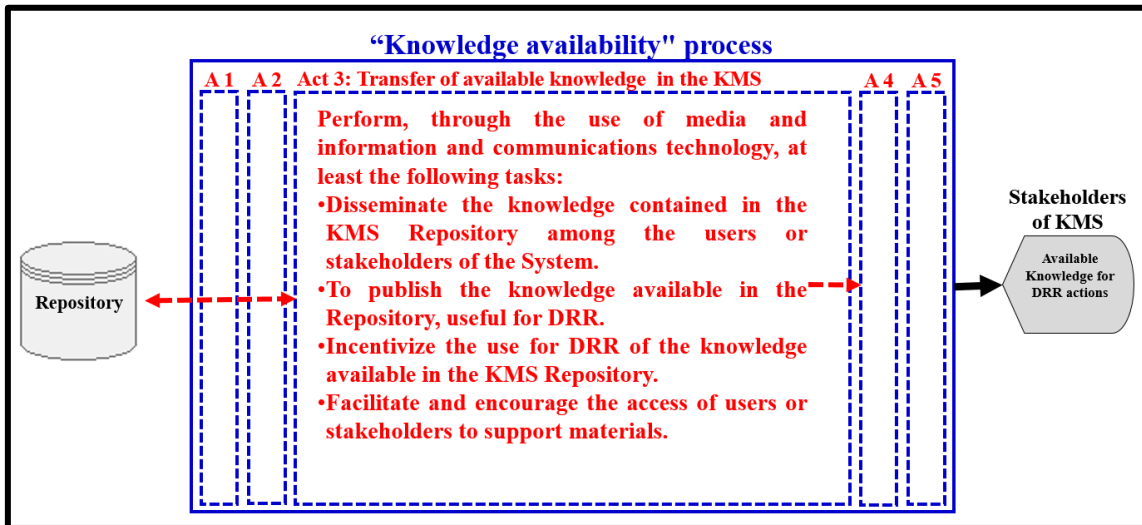 “Knowledge availability" process
A 1 A 2 Act 3: Transfer of available knowledge in the KMS A 4 A 5
Perform, through the use of media and
information and communications technology, at
least the following tasks:
•Disseminate the knowledge contained in the
KMS Repository among the users or
stakeholders of the System.
•To publish the knowledge available in the
Repository, useful for DRR.
•Incentivize the use for DRR of the knowledge
available in the KMS Repository.
•Facilitate and encourage the access of users or
stakeholders to support materials.
Repository
Stakeholders
of KMS
Available
Knowledge for
DRR actions